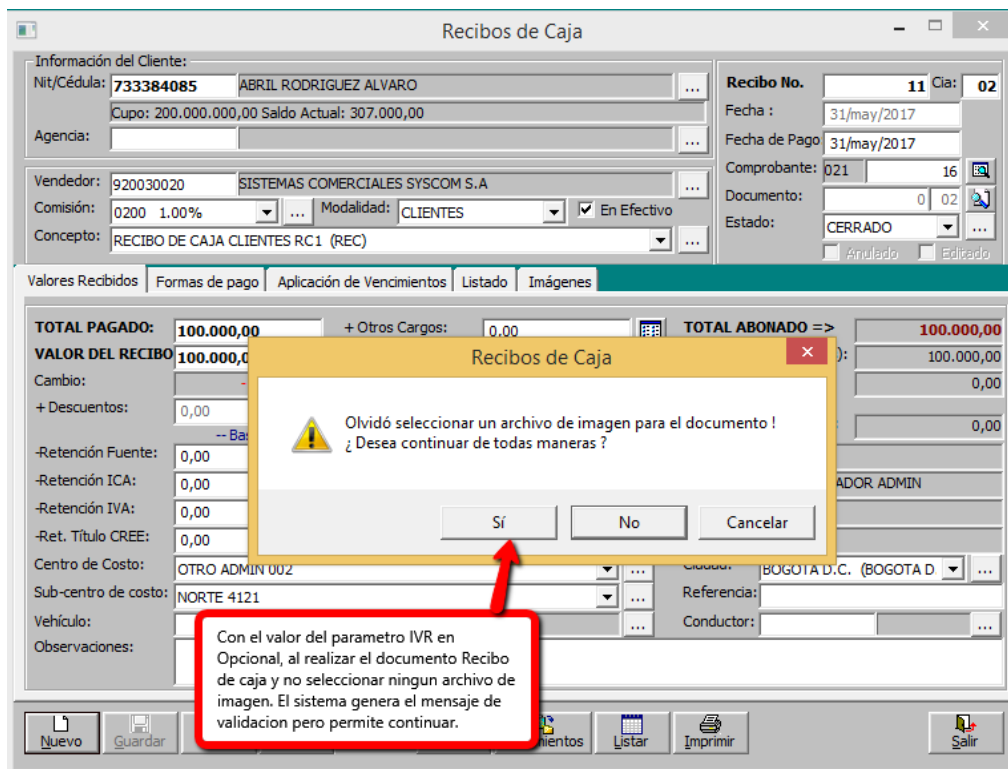 Recibos de Caja
Información del Cliente:
Nit/Cédula: 733384085 ABRIL RODRIGUEZ ALVARO ...
Cupo: 200.000.000,00 Saldo Actual: 307.000,00
Agencia: ...
Recibo No. 11 Cia: 02
Fecha : 31/may/2017
Fecha de Pago 31/may/2017
Comprobante: 021 16
Documento: 0 02
Estado: CERRADO ...
Anulado Editado
Vendedor: 920030020 SISTEMAS COMERCIALES SYSCOM S.A ...
Comisión: 0200 1.00% ... Modalidad: CLIENTES En Efectivo
Concepto: RECIBO DE CAJA CLIENTES RC1 (REC) ...
Valores Recibidos Formas de pago Aplicación de Vencimientos Listado Imágenes
TOTAL PAGADO: 100.000,00 + Otros Cargos: 0,00 TOTAL ABONADO => 100.000,00
VALOR DEL RECIBO 100.000,0 ): 100.000,00
Cambio: - 0,00
+ Descuentos: 0,00 0,00
-- Ba
-Retención Fuente: 0,00
-Retención ICA: 0,00 ADOR ADMIN
-Retención IVA: 0,00
-Ret. Título CREE: 0,00
Recibos de Caja
Olvidó seleccionar un archivo de imagen para el documento !
¿ Desea continuar de todas maneras ?
Sí No Cancelar
Centro de Costo: OTRO ADMIN 002 ... Ciudad: BOGOTA D.C. (BOGOTA D ...
Sub-centro de costo: NORTE 4121 ... Referencia:
Vehículo: ... Conductor: ...
Observaciones:
Con el valor del parametro IVR en
Opcional, al realizar el documento Recibo
de caja y no seleccionar ningun archivo de
imagen. El sistema genera el mensaje de
validacion pero permite continuar.
Nuevo Guardar mientos Listar Imprimir Salir